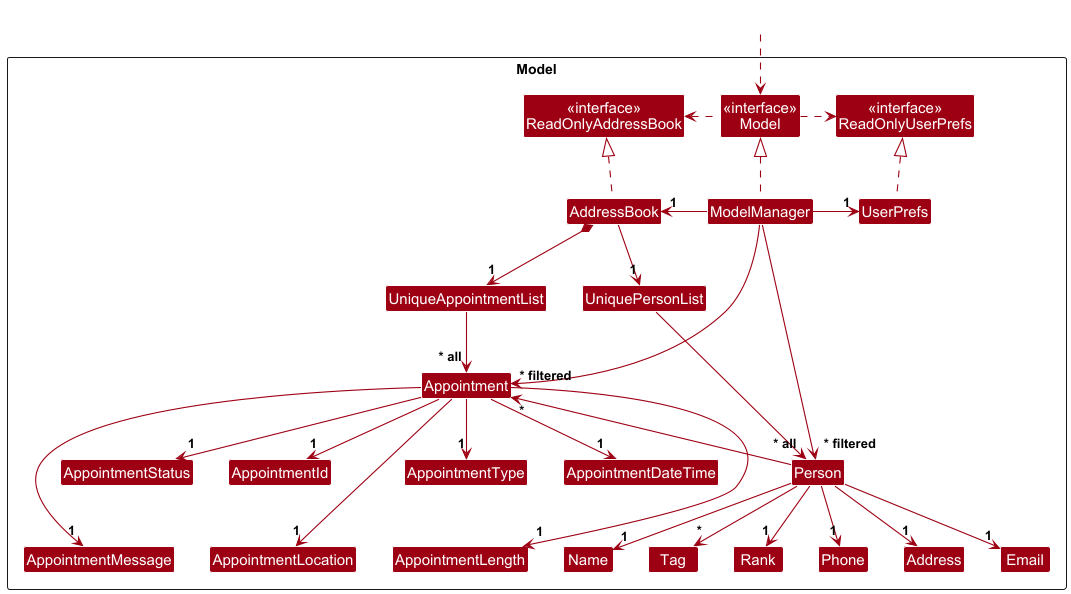 Model
«interface»
ReadOnlyAddressBook
«interface»
Model
«interface»
ReadOnlyUserPrefs
AddressBook
1
ModelManager
1
UserPrefs
1
1
UniqueAppointmentList
UniquePersonList
* all
* filtered
Appointment
*
1
1
1
1
* all
* filtered
AppointmentStatus
AppointmentId
AppointmentType
AppointmentDateTime
Person
1
1
1
1
*
1
1
1
1
AppointmentMessage
AppointmentLocation
AppointmentLength
Name
Tag
Rank
Phone
Address
Email